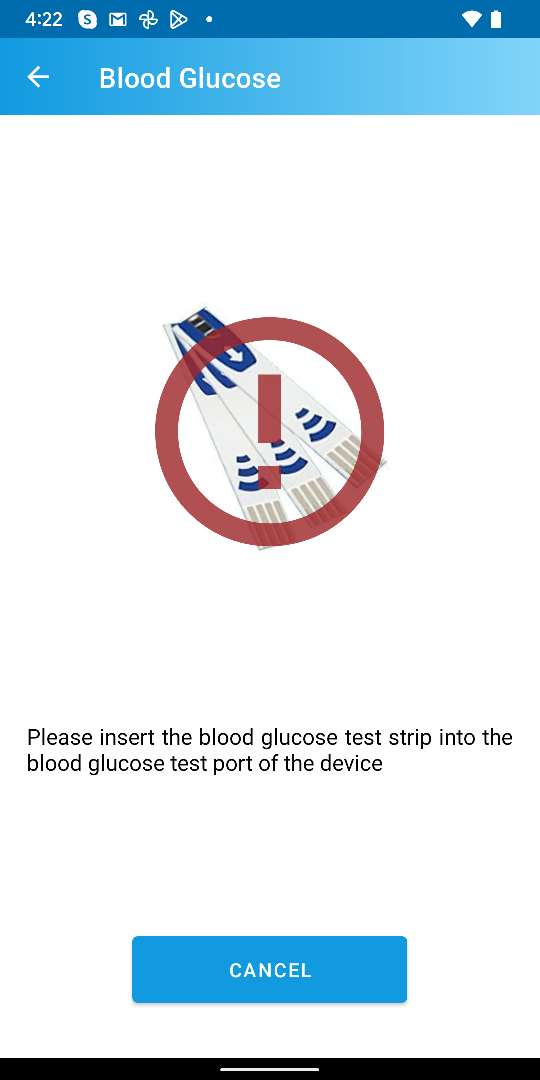 4:22
Blood Glucose
Please insert the blood glucose test strip into the
blood glucose test port of the device
CANCEL